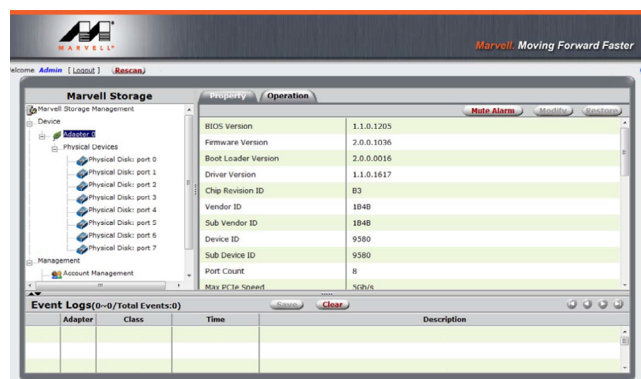 MARVELL®
Marvell. Moving Forward Faster
elcome Admin [ Logout ] Rescan
Marvell Storage
Property Operation
Marvell Storage Management
Mute Alarm Modify Restore
Device
Adapter 0
Physical Devices
Physical Disk: port 0
Physical Disk: port 1
Physical Disk: port 2
Physical Disk: port 3
Physical Disk: port 4
Physical Disk: port 5
Physical Disk: port 6
Physical Disk: port 7
Management
Account Management
BIOS Version 1.1.0.1205
Firmware Version 2.0.0.1036
Boot Loader Version 2.0.0.0016
Driver Version 1.1.0.1617
Chip Revision ID B3
Vendor ID 1B4B
Sub Vendor ID 1B4B
Device ID 9580
Sub Device ID 9580
Port Count 8
Max PCIe Speed 5Gb/s
Event Logs(0~0/Total Events:0) Save Clear
Adapter Class Time Description